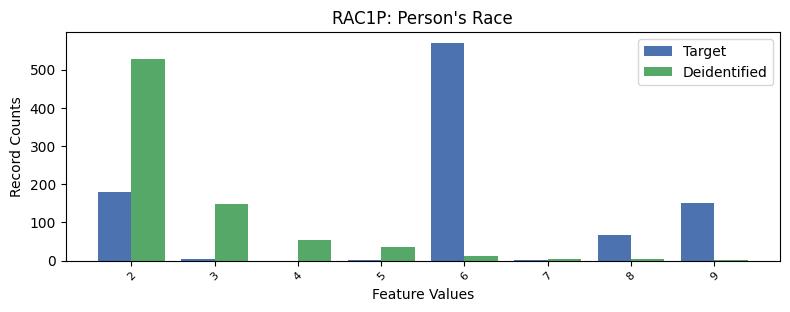 RAC1P: Person's Race
Target
Deidentified
Record Counts
500
400
300
200
100
0
2 3 4 5 6 7 8 9
Feature Values